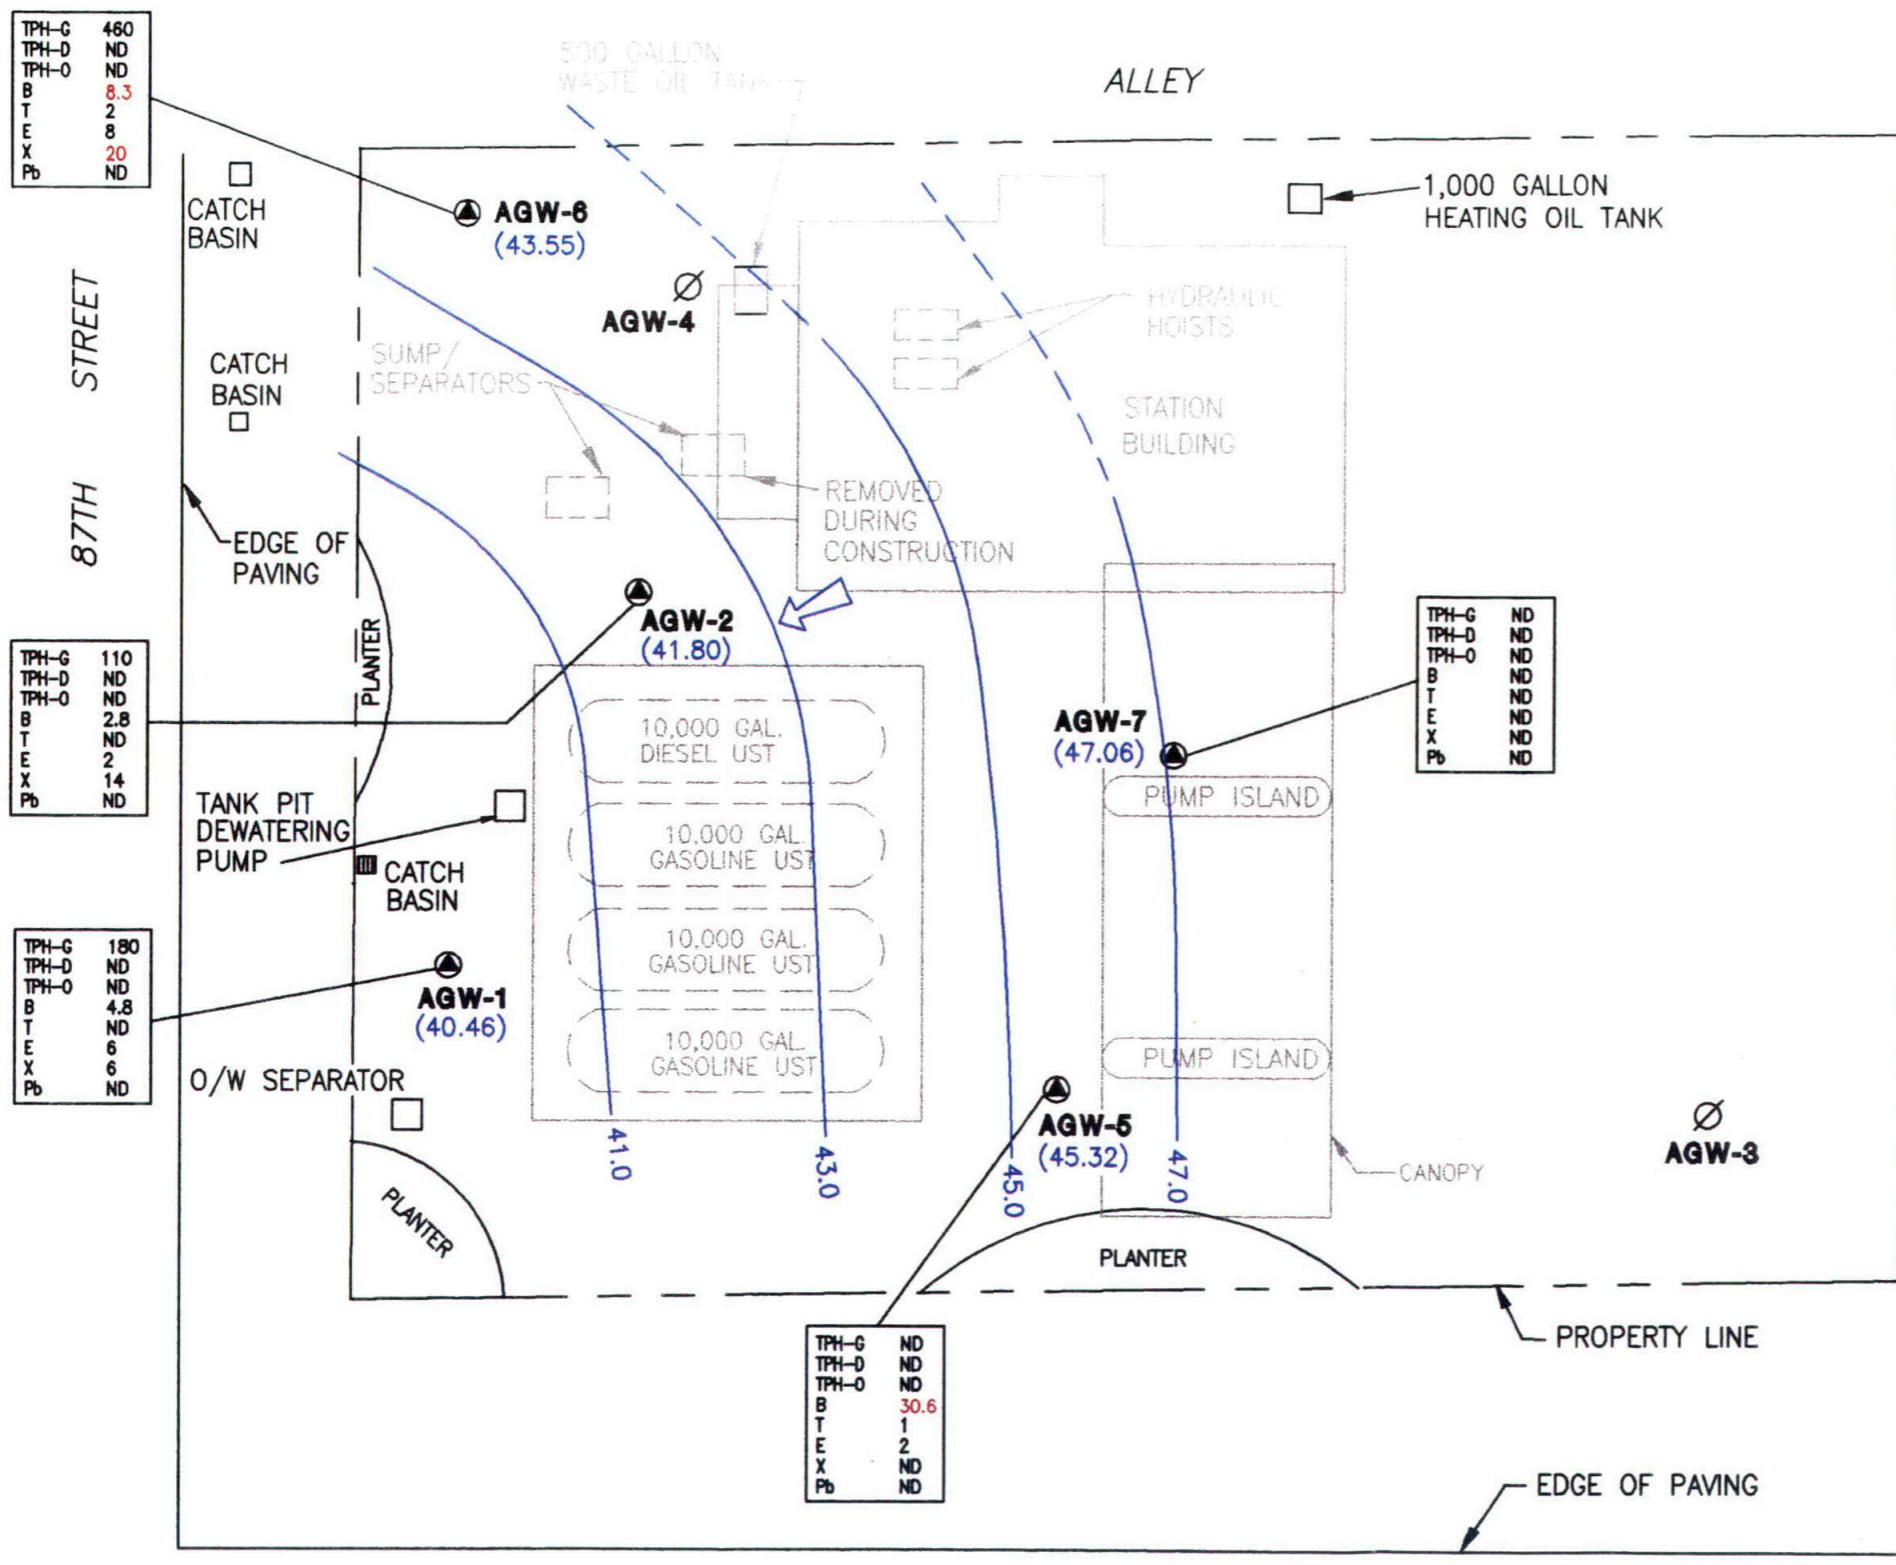 TPH-G 460
TPH-D ND
TPH-O ND
B 8.3
T 2
E 8
X 20
Pb ND
500 GALLON
WASTE OIL TANK
ALLEY
1,000 GALLON
HEATING OIL TANK
CATCH
BASIN
AGW-6
(43.55)
AGW-4
HYDRAULIC
HOISTS
87TH STREET
CATCH
BASIN
SUMP/
SEPARATORS
STATION
BUILDING
REMOVED
DURING
CONSTRUCTION
EDGE OF
PAVING
PLANTER
AGW-2
(41.80)
TPH-G 110
TPH-D ND
TPH-O ND
B 2.8
T ND
E 2
X 14
Pb ND
TPH-G ND
TPH-D ND
TPH-O ND
B ND
T ND
E ND
X ND
Pb ND
10,000 GAL.
DIESEL UST
AGW-7
(47.06)
PUMP ISLAND
TANK PIT
DEWATERING
PUMP
10,000 GAL.
GASOLINE UST
CATCH
BASIN
10,000 GAL.
GASOLINE UST
TPH-G 180
TPH-D ND
TPH-O ND
B 4.8
T ND
E 6
X 6
Pb ND
AGW-1
(40.46)
10,000 GAL
GASOLINE UST
PUMP ISLAND
O/W SEPARATOR
AGW-5
(45.32)
AGW-3
41.0
43.0
45.0
47.0
CANOPY
PLANTER
PLANTER
TPH-G ND
TPH-D ND
TPH-O ND
B 30.6
T 1
E 2
X ND
Pb ND
PROPERTY LINE
EDGE OF PAVING